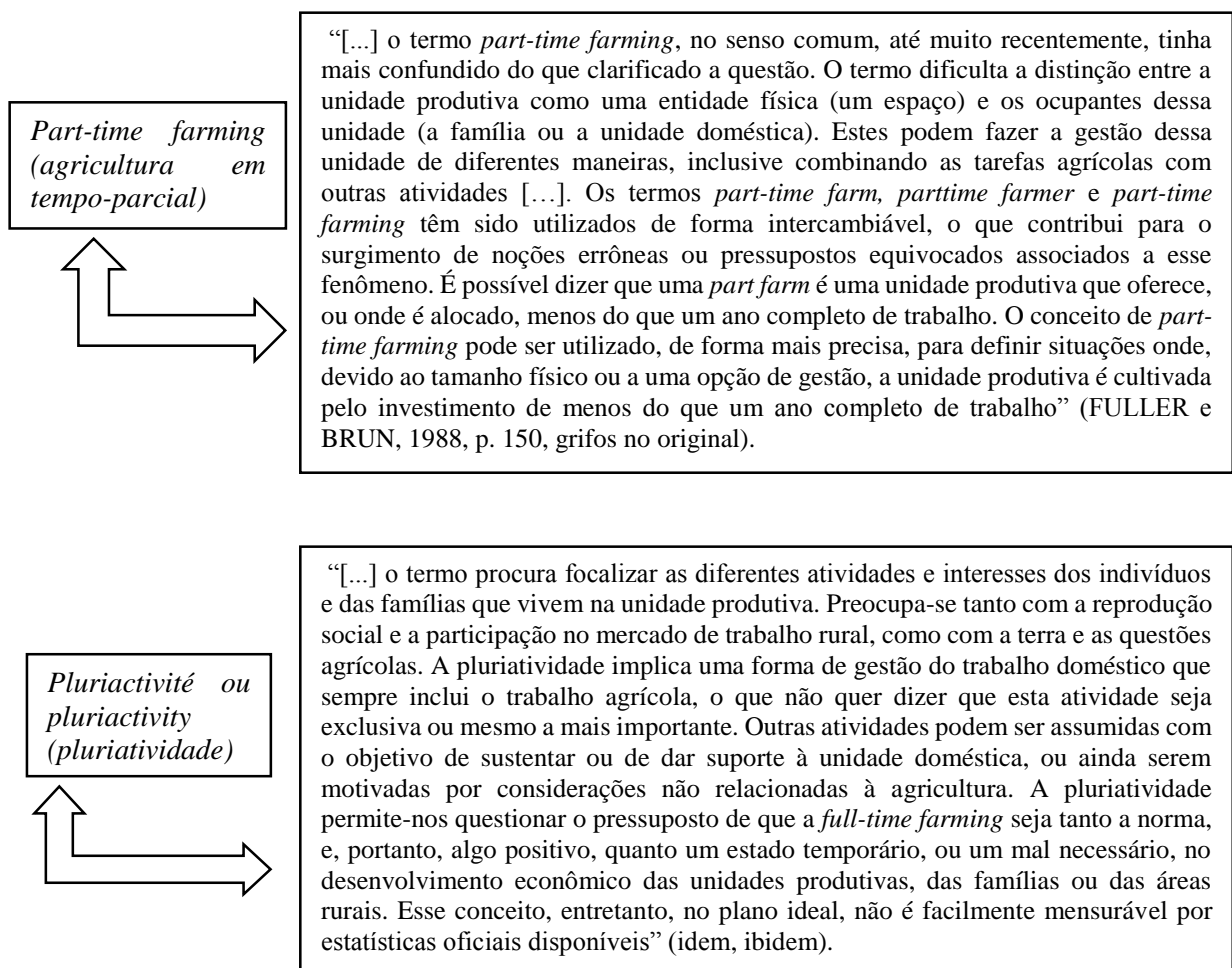 “[...] o termo part-time farming, no senso comum, até muito recentemente, tinha
mais confundido do que clarificado a questão. O termo dificulta a distinção entre a
unidade produtiva como uma entidade física (um espaço) e os ocupantes dessa
unidade (a família ou a unidade doméstica). Estes podem fazer a gestão dessa
unidade de diferentes maneiras, inclusive combinando as tarefas agrícolas com
outras atividades […]. Os termos part-time farm, parttime farmer e part-time
farming têm sido utilizados de forma intercambiável, o que contribui para o
surgimento de noções errôneas ou pressupostos equivocados associados a esse
fenômeno. É possível dizer que uma part farm é uma unidade produtiva que oferece,
ou onde é alocado, menos do que um ano completo de trabalho. O conceito de part-
time farming pode ser utilizado, de forma mais precisa, para definir situações onde,
devido ao tamanho físico ou a uma opção de gestão, a unidade produtiva é cultivada
pelo investimento de menos do que um ano completo de trabalho” (FULLER e
BRUN, 1988, p. 150, grifos no original).
Part-time farming
(agricultura em
tempo-parcial)
“[...] o termo procura focalizar as diferentes atividades e interesses dos indivíduos
e das famílias que vivem na unidade produtiva. Preocupa-se tanto com a reprodução
social e a participação no mercado de trabalho rural, como com a terra e as questões
agrícolas. A pluriatividade implica uma forma de gestão do trabalho doméstico que
sempre inclui o trabalho agrícola, o que não quer dizer que esta atividade seja
exclusiva ou mesmo a mais importante. Outras atividades podem ser assumidas com
o objetivo de sustentar ou de dar suporte à unidade doméstica, ou ainda serem
motivadas por considerações não relacionadas à agricultura. A pluriatividade
permite-nos questionar o pressuposto de que a full-time farming seja tanto a norma,
e, portanto, algo positivo, quanto um estado temporário, ou um mal necessário, no
desenvolvimento econômico das unidades produtivas, das famílias ou das áreas
rurais. Esse conceito, entretanto, no plano ideal, não é facilmente mensurável por
estatísticas oficiais disponíveis” (idem, ibidem).
Pluriactivité ou
pluriactivity
(pluriatividade)